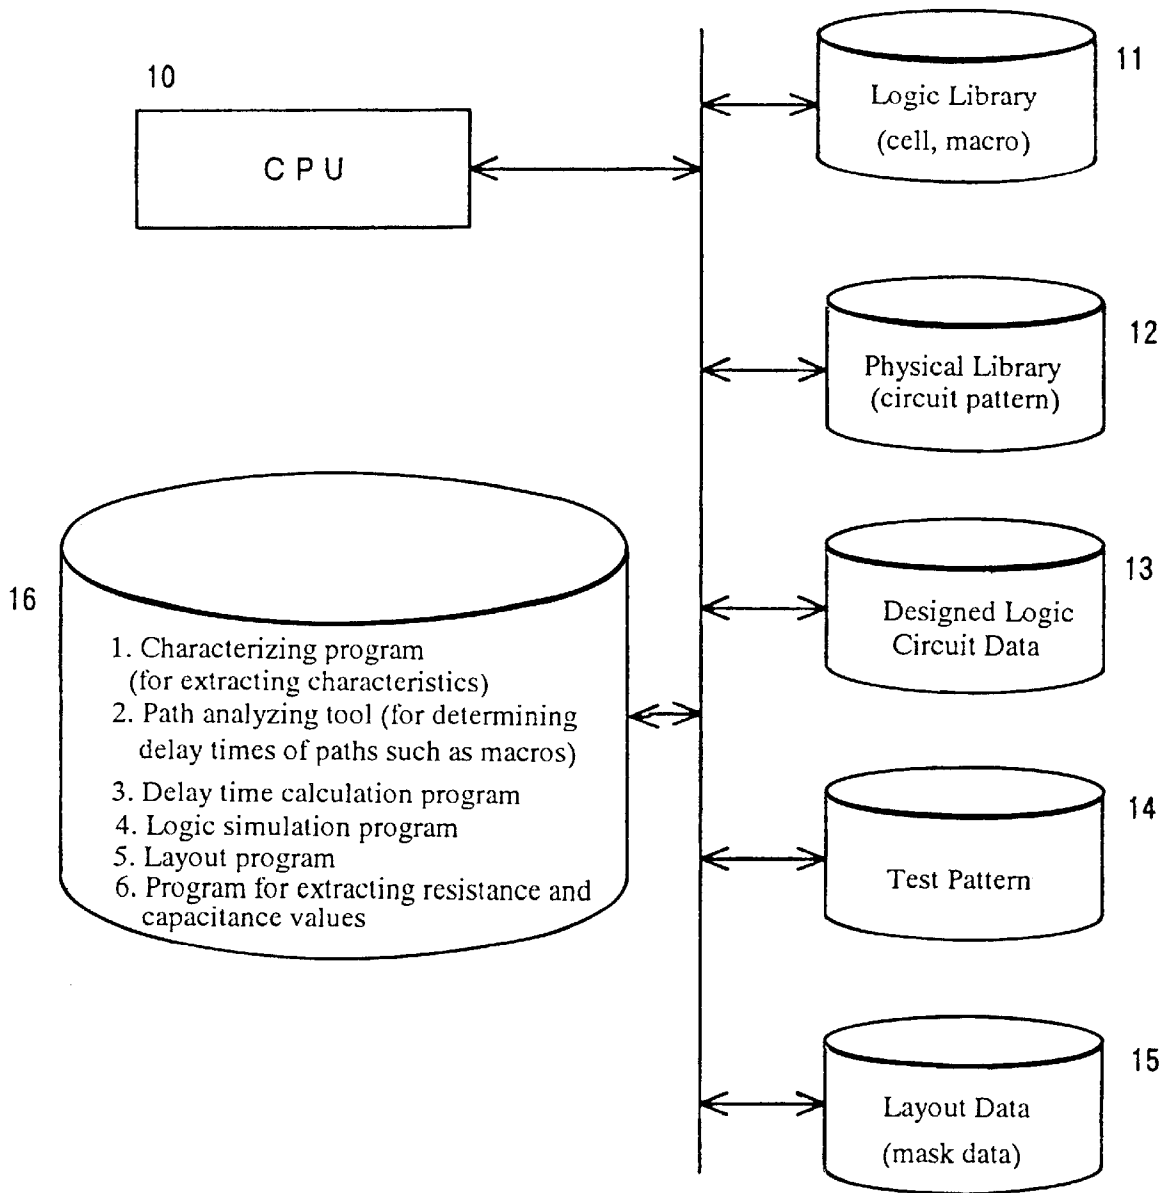 10
CPU
11
Logic Library
(cell, macro)
12
Physical Library
(circuit pattern)
13
Designed Logic
Circuit Data
16
1. Characterizing program
(for extracting characteristics)
2. Path analyzing tool (for determining
delay times of paths such as macros)
3. Delay time calculation program
4. Logic simulation program
5. Layout program
6. Program for extracting resistance and
capacitance values
14
Test Pattern
15
Layout Data
(mask data)